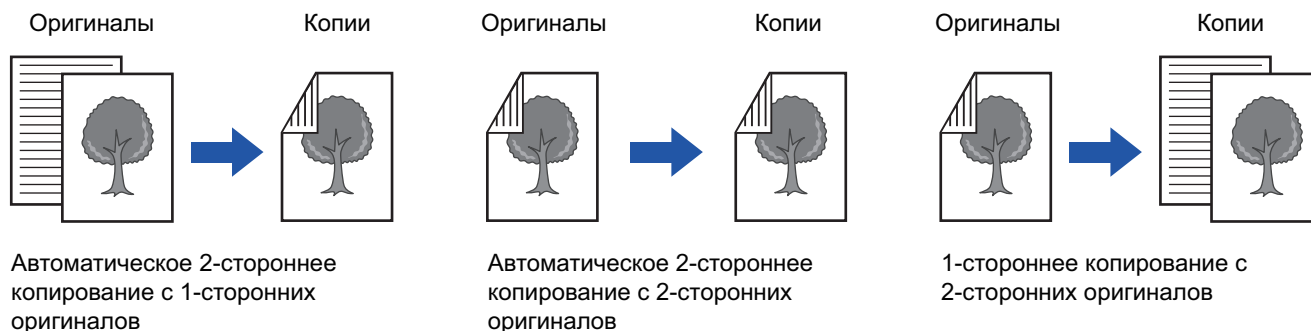 Оригиналы Копии Оригиналы Копии Оригиналы Копии
Автоматическое 2-стороннее
копирование с 1-сторонних
оригиналов
Автоматическое 2-стороннее
копирование с 2-сторонних
оригиналов
1-стороннее копирование с
2-сторонних оригиналов